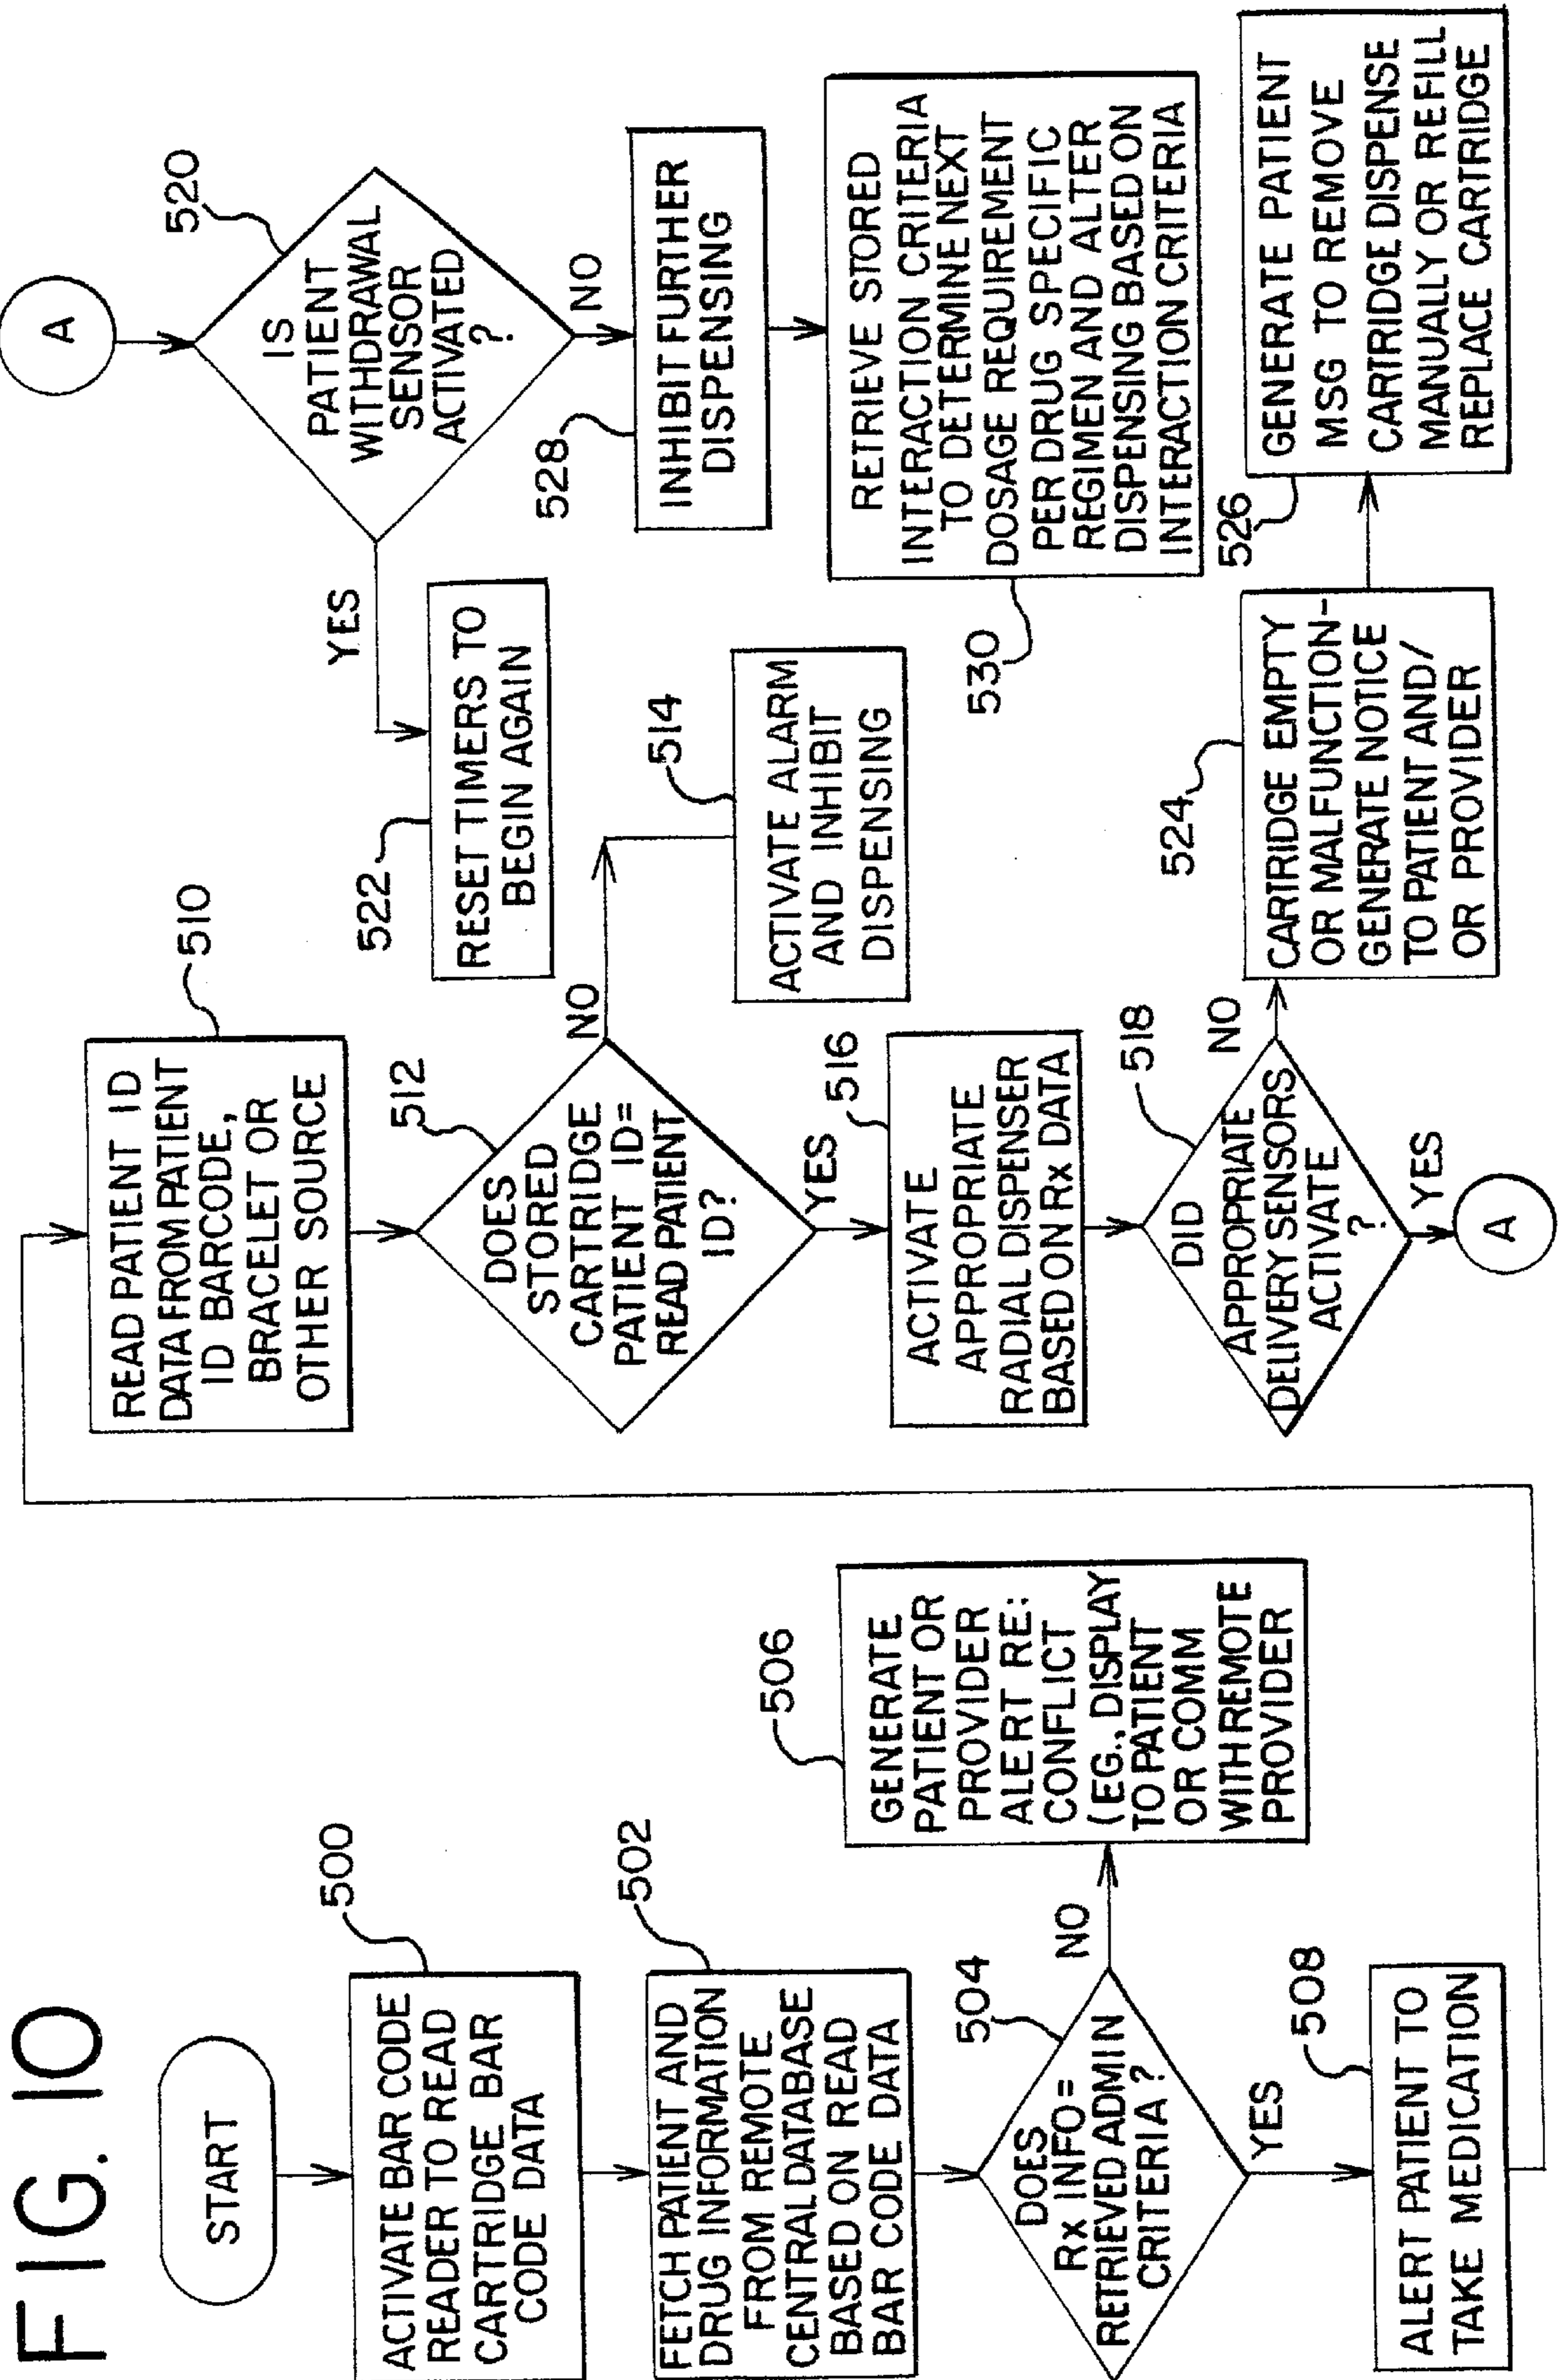 FIG. 10
START
500
ACTIVATE BAR CODE
READER TO READ
CARTRIDGE BAR
CODE DATA
502
FETCH PATIENT AND
DRUG INFORMATION
FROM REMOTE
CENTRAL DATABASE
BASED ON READ
BAR CODE DATA
504
DOES
Rx INFO =
RETRIEVED ADMIN
CRITERIA ?
NO
506
GENERATE
PATIENT OR
PROVIDER
ALERT RE:
CONFLICT
(EG., DISPLAY
TO PATIENT
OR COMM
WITH REMOTE
PROVIDER
YES
508
ALERT PATIENT TO
TAKE MEDICATION
510
READ PATIENT ID
DATA FROM PATIENT
ID BARCODE,
BRACELET OR
OTHER SOURCE
512
DOES
STORED
CARTRIDGE
PATIENT ID=
READ PATIENT
ID?
NO
514
ACTIVATE ALARM
AND INHIBIT
DISPENSING
YES
516
ACTIVATE
APPROPRIATE
RADIAL DISPENSER
BASED ON Rx DATA
518
DID
APPROPRIATE
DELIVERY SENSORS
ACTIVATE
?
NO
524
CARTRIDGE EMPTY
OR MALFUNCTION-
GENERATE NOTICE
TO PATIENT AND/
OR PROVIDER
526
GENERATE PATIENT
MSG TO REMOVE
CARTRIDGE DISPENSE
MANUALLY OR REFILL
REPLACE CARTRIDGE
YES
A
A
520
IS
PATIENT
WITHDRAWAL
SENSOR
ACTIVATED
?
YES
522
RESET TIMERS TO
BEGIN AGAIN
NO
528
INHIBIT FURTHER
DISPENSING
530
RETRIEVE STORED
INTERACTION CRITERIA
TO DETERMINE NEXT
DOSAGE REQUIREMENT
PER DRUG SPECIFIC
REGIMEN AND ALTER
DISPENSING BASED ON
INTERACTION CRITERIA